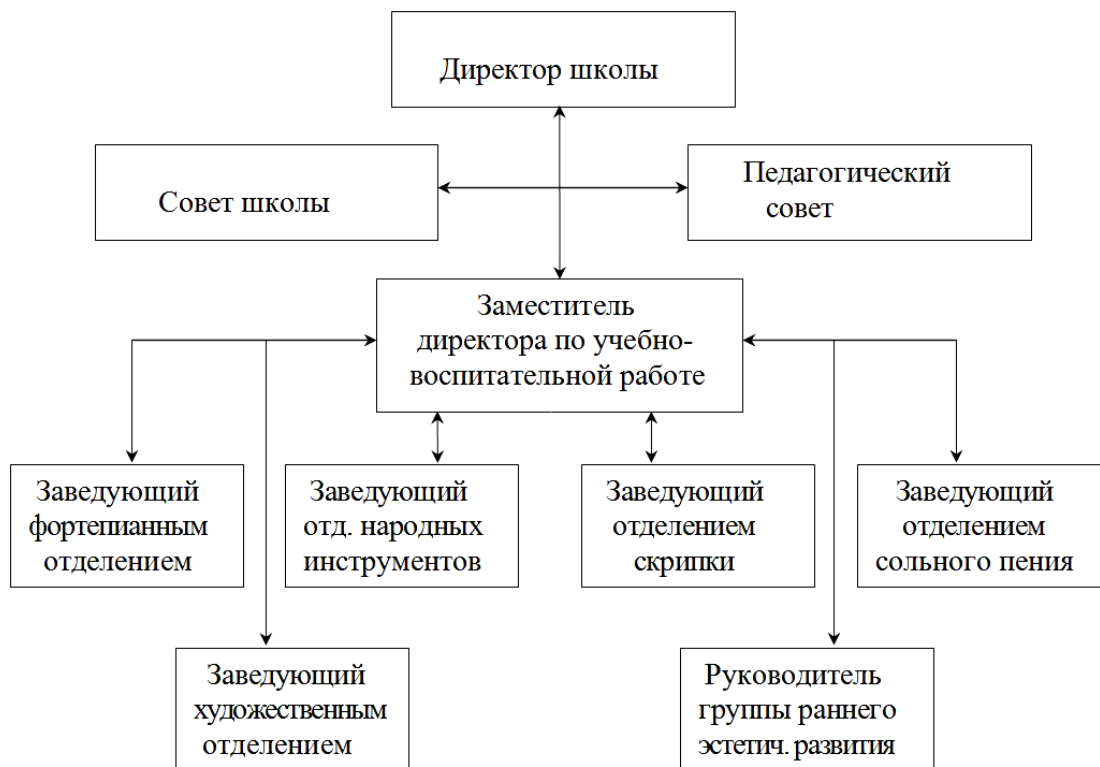 Директор школы
Совет школы
Педагогический
совет
Заместитель
директора по учебно-
воспитательной работе
Заведующий
фортепианным
отделением
Заведующий
отд. народных
инструментов
Заведующий
отделением
скрипки
Заведующий
отделением
сольного пения
Заведующий
художественным
отделением
Руководитель
группы раннего
эстетич. развития